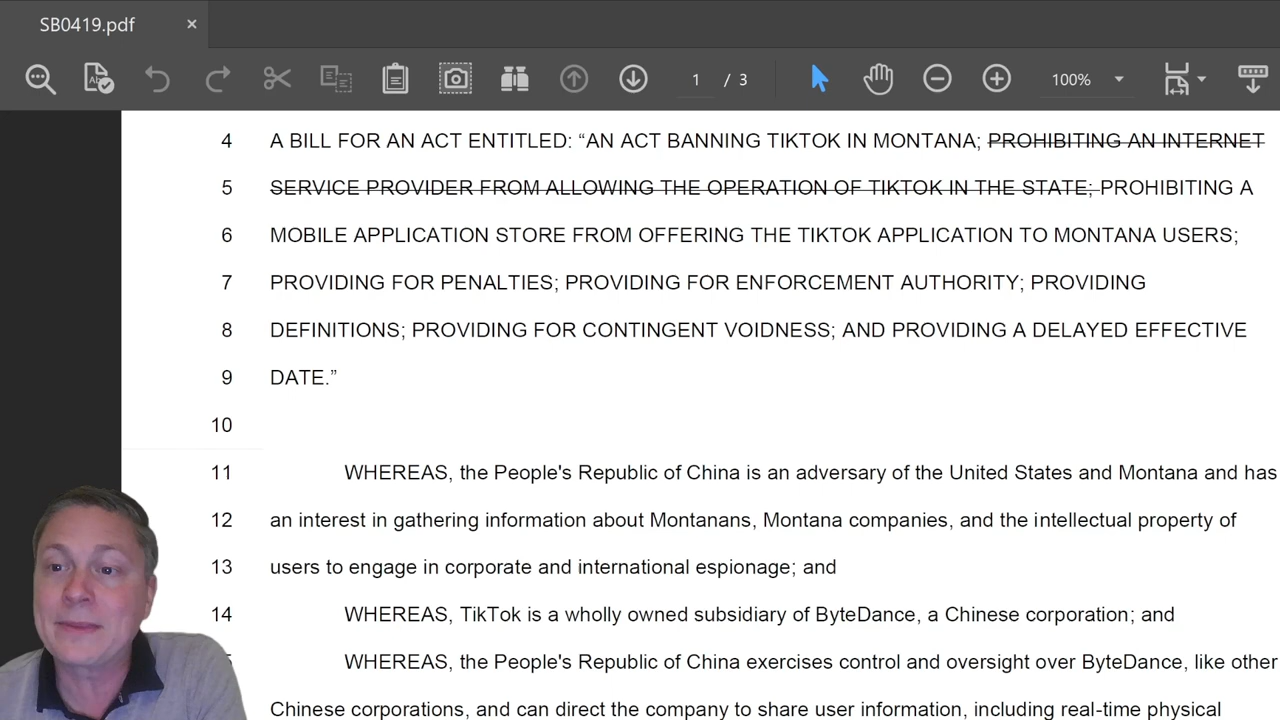 SB0419.pdf ×
1 / 3 100%
4 A BILL FOR AN ACT ENTITLED: “AN ACT BANNING TIKTOK IN MONTANA; PROHIBITING AN INTERNET
5 SERVICE PROVIDER FROM ALLOWING THE OPERATION OF TIKTOK IN THE STATE; PROHIBITING A
6 MOBILE APPLICATION STORE FROM OFFERING THE TIKTOK APPLICATION TO MONTANA USERS;
7 PROVIDING FOR PENALTIES; PROVIDING FOR ENFORCEMENT AUTHORITY; PROVIDING
8 DEFINITIONS; PROVIDING FOR CONTINGENT VOIDNESS; AND PROVIDING A DELAYED EFFECTIVE
9 DATE.”
10
11 WHEREAS, the People's Republic of China is an adversary of the United States and Montana and has
12 an interest in gathering information about Montanans, Montana companies, and the intellectual property of
13 users to engage in corporate and international espionage; and
14 WHEREAS, TikTok is a wholly owned subsidiary of ByteDance, a Chinese corporation; and
WHEREAS, the People's Republic of China exercises control and oversight over ByteDance, like other
Chinese corporations, and can direct the company to share user information, including real-time physical